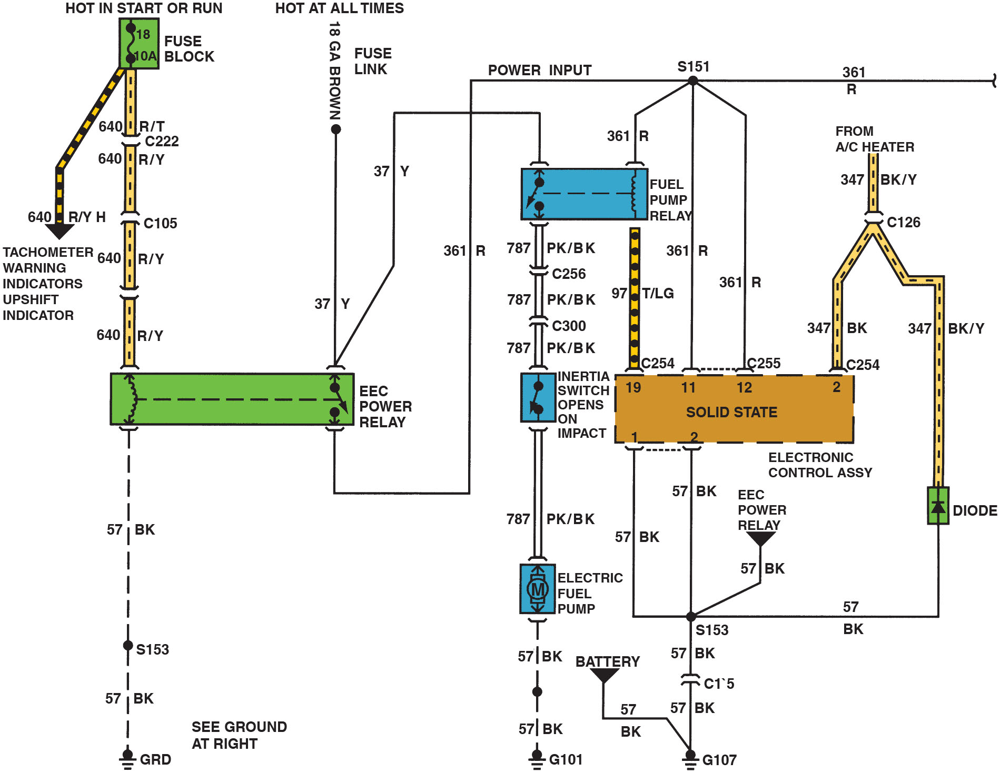 HOT IN START OR RUN
HOT AT ALL TIMES
18
10A
FUSE
BLOCK
18 GA BROWN
FUSE
LINK
POWER INPUT
S151
361
R
640 R/T
C222
640 R/Y
640 R/Y H
C105
TACHOMETER
WARNING
INDICATORS
UPSHIFT
INDICATOR
640 R/Y
640 R/Y
37 Y
37 Y
361 R
361 R
FROM
A/C HEATER
347 BK/Y
C126
FUEL
PUMP
RELAY
787 PK/BK
C256
787 PK/BK
C300
787 PK/BK
97 T/LG
361 R
361 R
347 BK
347 BK/Y
C254
C255
C254
EEC
POWER
RELAY
INERTIA
SWITCH
OPENS
ON
IMPACT
19 11 12 2
SOLID STATE
1 2
ELECTRONIC
CONTROL ASSY
787 PK/BK
57 BK
57 BK
57 BK
EEC
POWER
RELAY
57 BK
DIODE
M
ELECTRIC
FUEL
PUMP
57
BK
S153
S153
57 BK
57 BK
BATTERY
C1`5
57 BK
57 BK
57
BK
57 BK
SEE GROUND
AT RIGHT
GRD
G101
G107